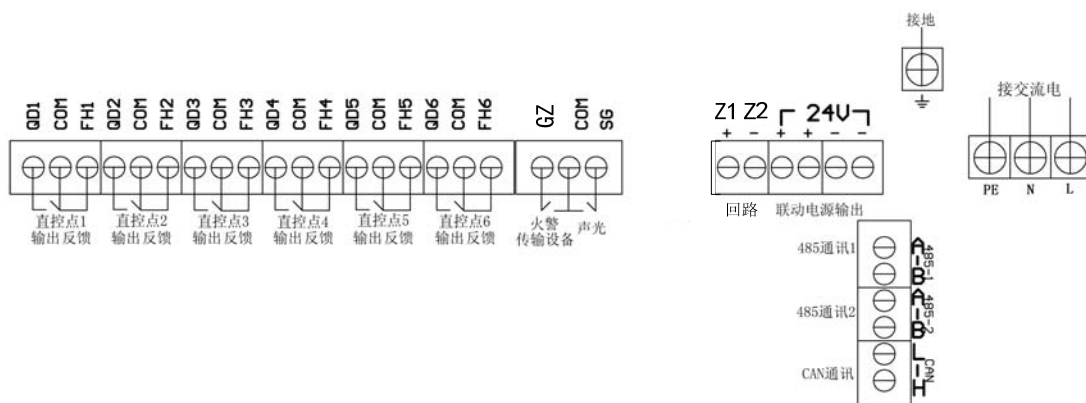 接地
接交流电
QD1 COM FH1 QD2 COM FH2 QD3 COM FH3 QD4 COM FH4 QD5 COM FH5 QD6 COM FH6 GZ COM SG
Z1 Z2 24V
+ - + + - -
PE N L
直控点1
输出反馈
直控点2
输出反馈
直控点3
输出反馈
直控点4
输出反馈
直控点5
输出反馈
直控点6
输出反馈
火警
传输设备
声光
回路
联动电源输出
485通讯1
A-B
485-1
485通讯2
A-B
485-2
CAN通讯
L-H
CAN